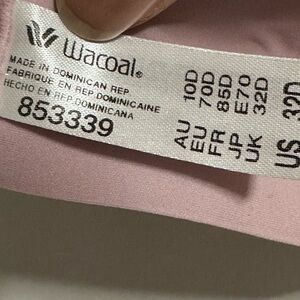 Wacoal®
MADE IN DOMINICAN REP
FABRIQUE EN REP.DOMINICAINE
HECHO EN REP.DOMINICANA
853339
AU 10D
EU 70D
FR 85D
JP E70
UK 32D
US 32D